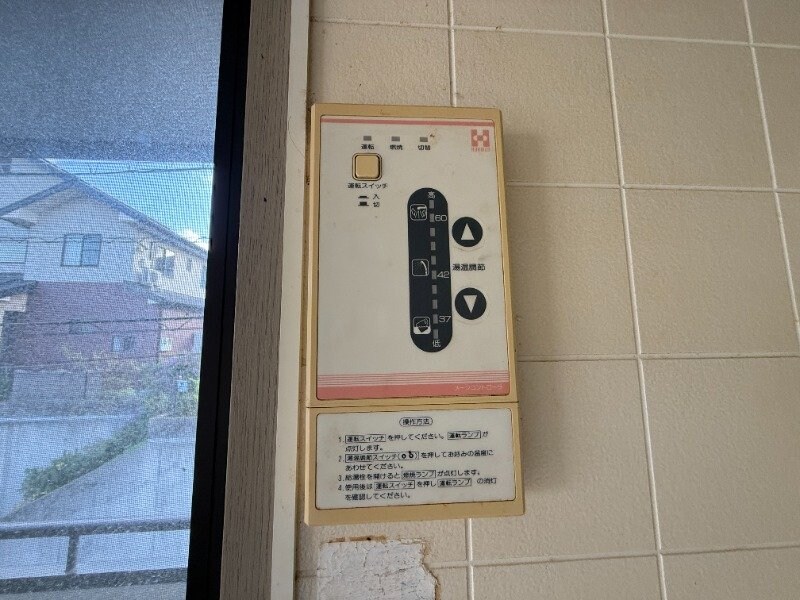 運転 燃焼 切替
運転スイッチ
入
切
高
60
湯温調節
42
37
低
操作方法
1. 運転スイッチ を押してください。 運転ランプ が
点灯します。
2. 湯温調節スイッチ を押してお好みの温度に
あわせてください。
3. 給湯栓を開けると 燃焼ランプ が点灯します。
4. 使用後は 運転スイッチ を押し 運転ランプ の消灯
を確認してください。